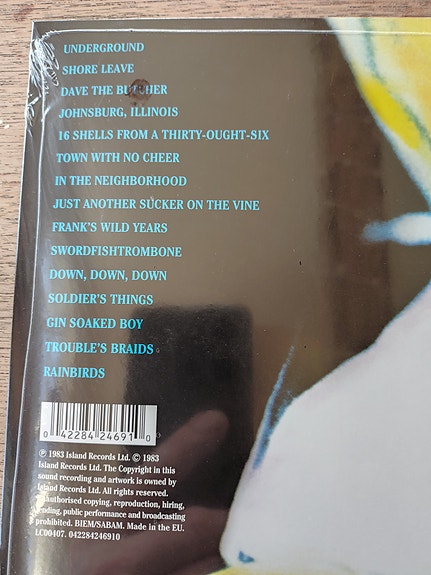 UNDERGROUND
SHORE LEAVE
DAVE THE BUTCHER
JOHNSBURG, ILLINOIS
16 SHELLS FROM A THIRTY-OUGHT-SIX
TOWN WITH NO CHEER
IN THE NEIGHBORHOOD
JUST ANOTHER SUCKER ON THE VINE
FRANK'S WILD YEARS
SWORDFISHTROMBONE
DOWN, DOWN, DOWN
SOLDIER'S THINGS
GIN SOAKED BOY
TROUBLE'S BRAIDS
RAINBIRDS
0 42284 24691 0
℗ 1983 Island Records Ltd. © 1983
Island Records Ltd. The Copyright in this
sound recording and artwork is owned by
Island Records Ltd. All rights reserved.
Unauthorised copying, reproduction, hiring,
lending, public performance and broadcasting
prohibited. BIEM/SABAM. Made in the EU.
LC00407. 042284246910